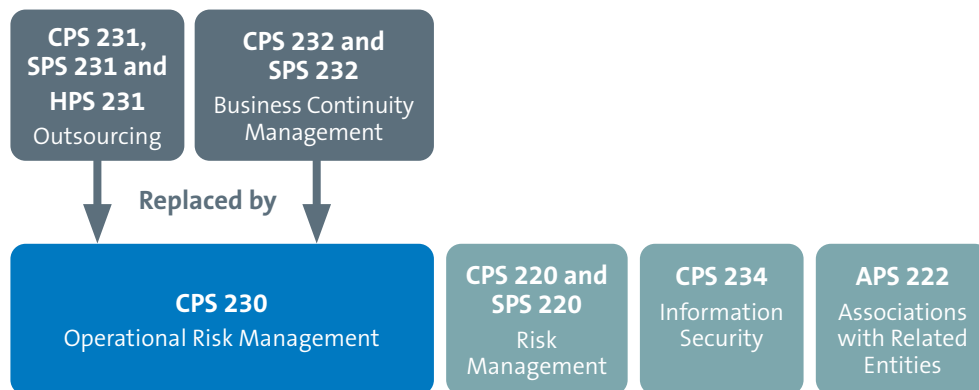 CPS 231,
SPS 231 and
HPS 231
Outsourcing
CPS 232 and
SPS 232
Business Continuity
Management
Replaced by
CPS 230
Operational Risk Management
CPS 220 and
SPS 220
Risk
Management
CPS 234
Information
Security
APS 222
Associations
with Related
Entities